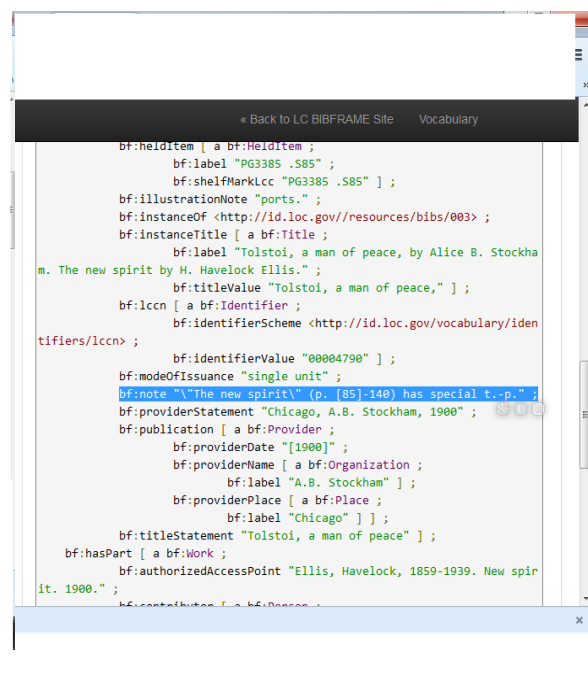 « Back to LC BIBFRAME Site Vocabulary
bf:heldItem [ a bf:HeldItem ;
bf:label "PG3385 .S85" ;
bf:shelfMarkLcc "PG3385 .S85" ] ;
bf:illustrationNote "ports." ;
bf:instanceOf <http://id.loc.gov//resources/bibs/003> ;
bf:instanceTitle [ a bf:Title ;
bf:label "Tolstoi, a man of peace, by Alice B. Stockha
m. The new spirit by H. Havelock Ellis." ;
bf:titleValue "Tolstoi, a man of peace," ] ;
bf:lccn [ a bf:Identifier ;
bf:identifierScheme <http://id.loc.gov/vocabulary/iden
tifiers/lccn> ;
bf:identifierValue "00004790" ] ;
bf:modeOfIssuance "single unit" ;
bf:note "\"The new spirit\" (p. [85]-140) has special t.-p." ;
bf:providerStatement "Chicago, A.B. Stockham, 1900" ;
bf:publication [ a bf:Provider ;
bf:providerDate "[1900]" ;
bf:providerName [ a bf:Organization ;
bf:label "A.B. Stockham" ] ;
bf:providerPlace [ a bf:Place ;
bf:label "Chicago" ] ] ;
bf:titleStatement "Tolstoi, a man of peace" ] ;
bf:hasPart [ a bf:Work ;
bf:authorizedAccessPoint "Ellis, Havelock, 1859-1939. New spir
it. 1900." ;
bf:contributor [ a bf:Person ;